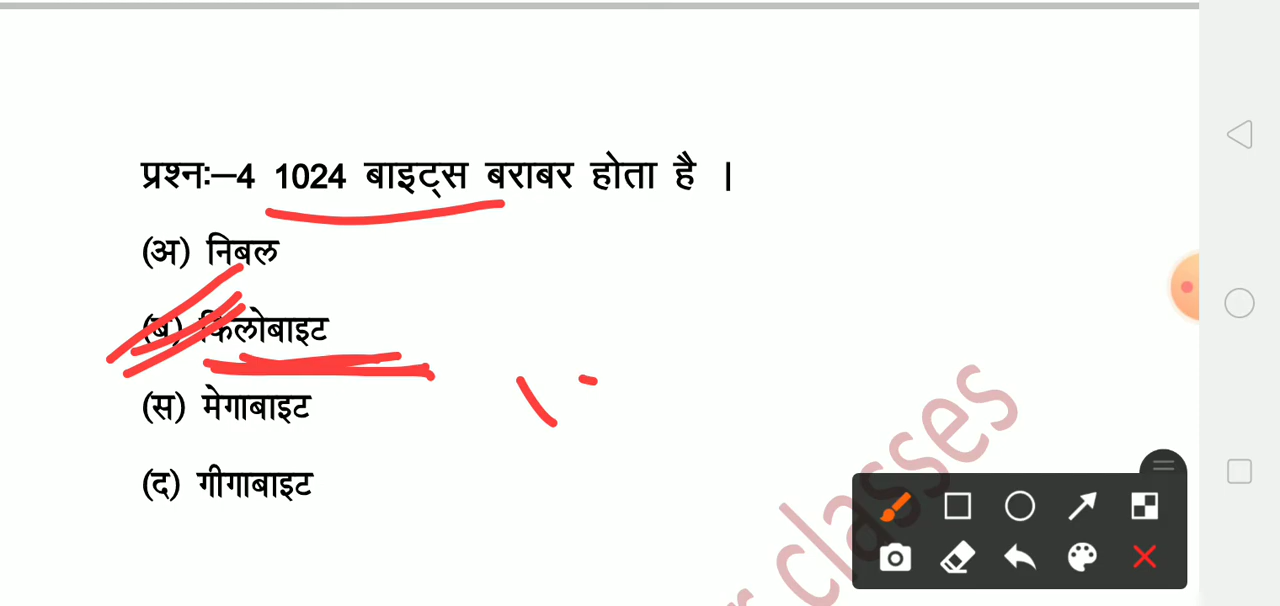 प्रश्नः–4 1024 बाइट्स बराबर होता है ।
(अ) निबल
(ब) किलोबाइट
(स) मेगाबाइट
(द) गीगाबाइट
classes